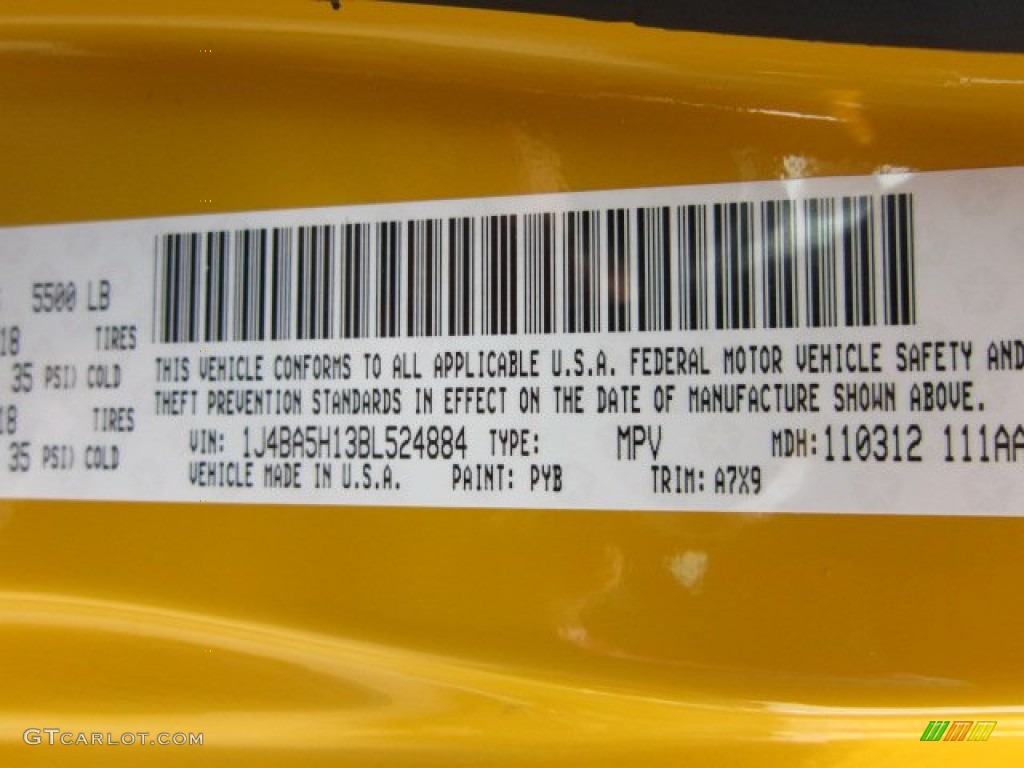 5500 LB
18 TIRES
35 PSI) COLD
18 TIRES
35 PSI) COLD
THIS VEHICLE CONFORMS TO ALL APPLICABLE U.S.A. FEDERAL MOTOR VEHICLE SAFETY AND
THEFT PREVENTION STANDARDS IN EFFECT ON THE DATE OF MANUFACTURE SHOWN ABOVE.
VIN: 1J4BA5H13BL524884 TYPE: MPV MDH: 110312 111AA
VEHICLE MADE IN U.S.A. PAINT: PYB TRIM: A7X9
GTCARLOT.COM